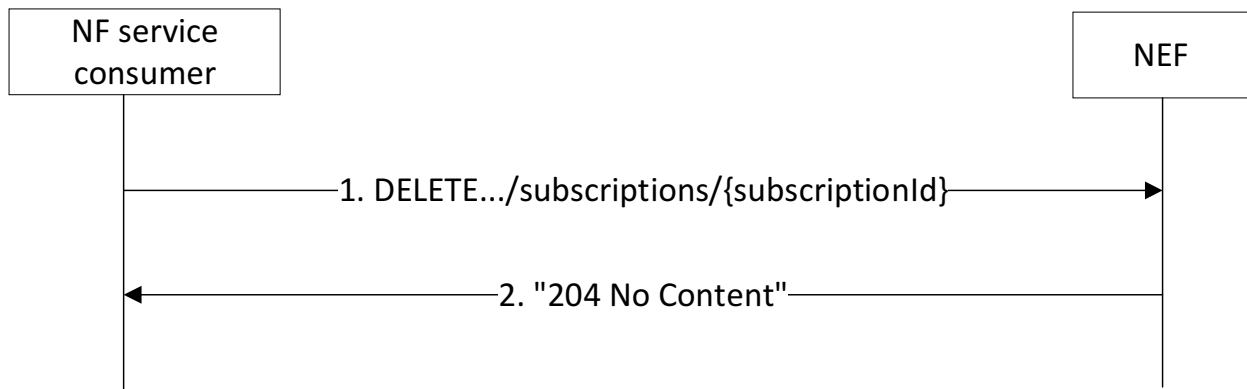 NF service
consumer
NEF
1. DELETE.../subscriptions/{subscriptionId}
2. "204 No Content"